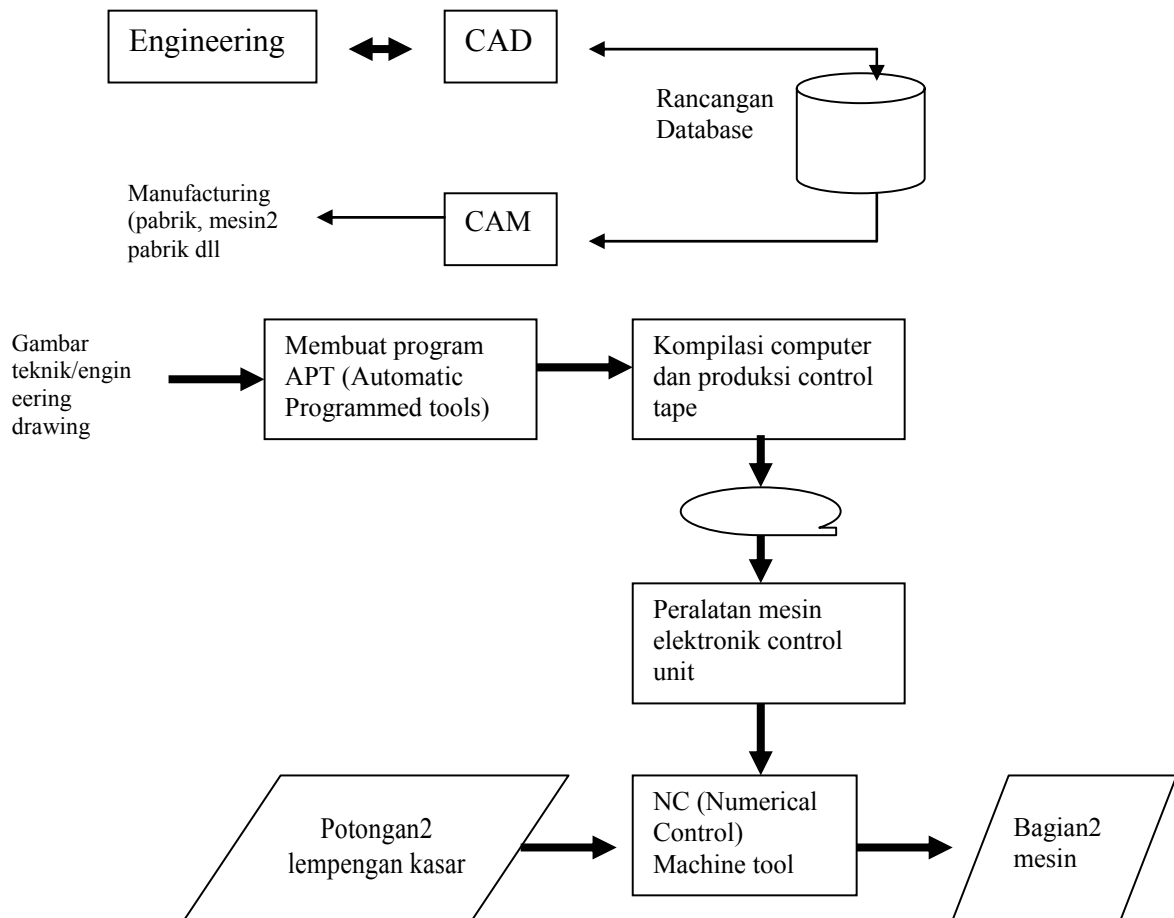 Engineering
CAD
Rancangan
Database
Manufacturing
(pabrik, mesin2
pabrik dll
CAM
Gambar
teknik/engin
eering
drawing
Membuat program
APT (Automatic
Programmed tools)
Kompilasi computer
dan produksi control
tape
Peralatan mesin
elektronik control
unit
Potongan2
lempengan kasar
NC (Numerical
Control)
Machine tool
Bagian2
mesin